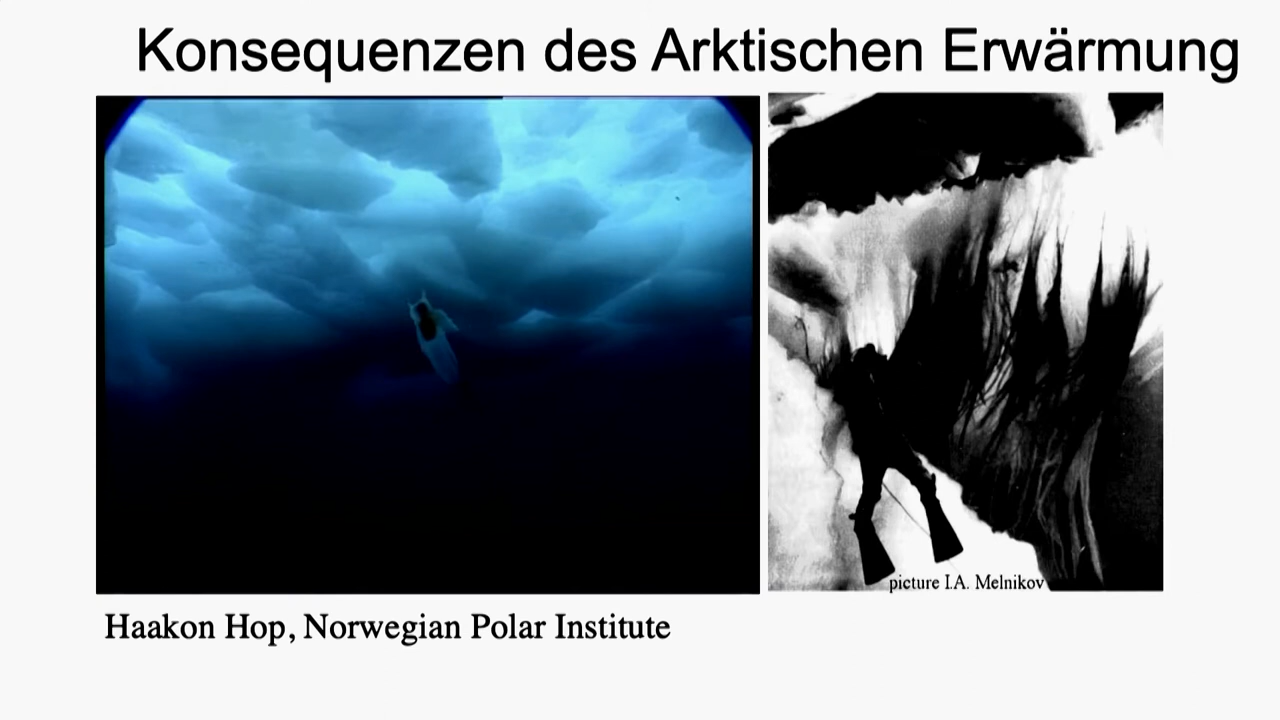 Konsequenzen des Arktischen Erwärmung
picture I.A. Melnikov
Haakon Hop, Norwegian Polar Institute